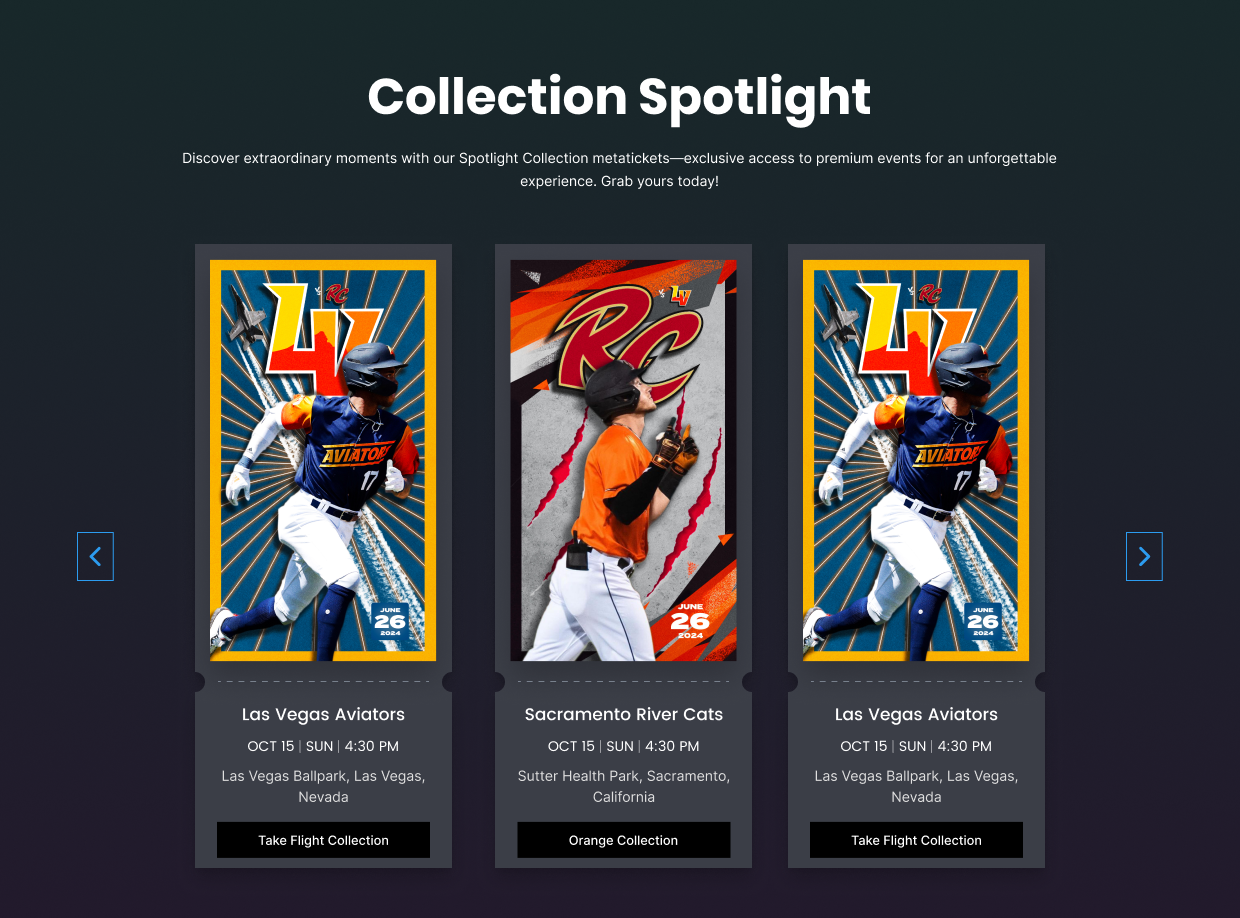 Collection Spotlight
Discover extraordinary moments with our Spotlight Collection metatickets—exclusive access to premium events for an unforgettable
experience. Grab yours today!
LV
VS
RC
AVIATORS
17
JUNE
26
2024
Las Vegas Aviators
OCT 15 | SUN | 4:30 PM
Las Vegas Ballpark, Las Vegas,
Nevada
Take Flight Collection
RC
VS
LV
JUNE
26
2024
Sacramento River Cats
OCT 15 | SUN | 4:30 PM
Sutter Health Park, Sacramento,
California
Orange Collection
LV
VS
RC
AVIATORS
17
JUNE
26
2024
Las Vegas Aviators
OCT 15 | SUN | 4:30 PM
Las Vegas Ballpark, Las Vegas,
Nevada
Take Flight Collection